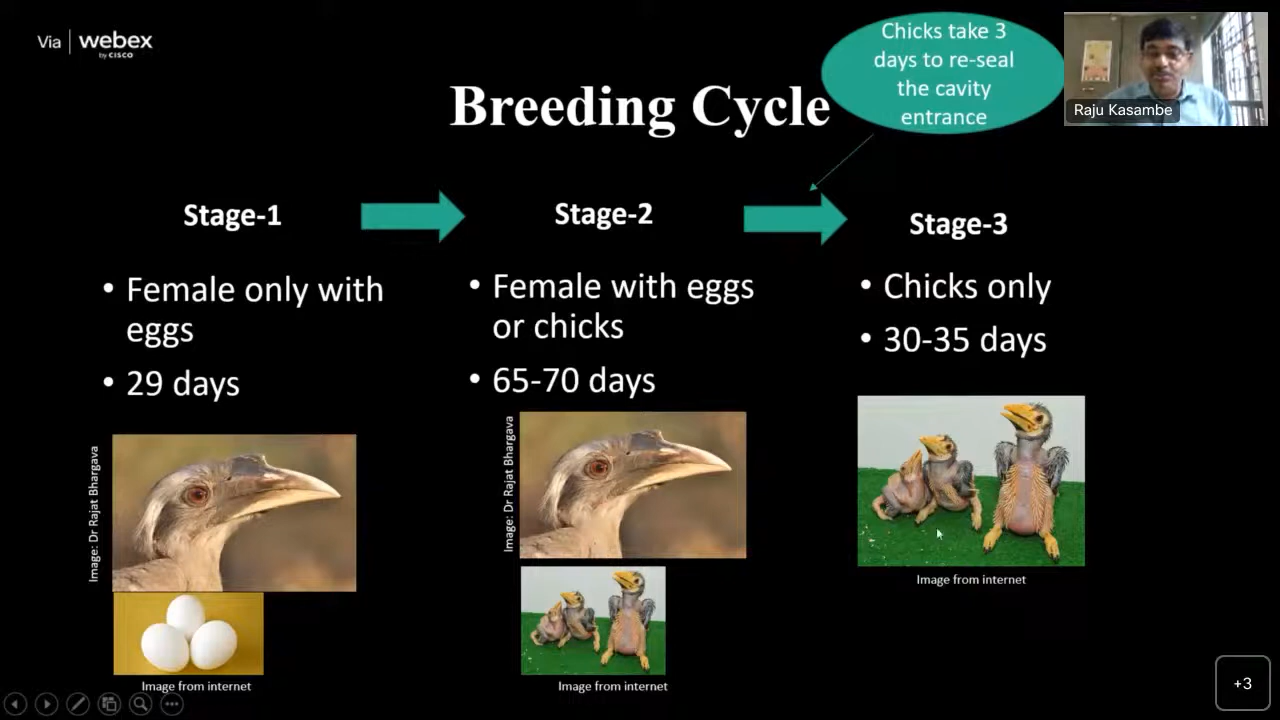 Via | webex
by CISCO
Chicks take 3
days to re-seal
the cavity
entrance
Raju Kasambe
Breeding Cycle
Stage-1
• Female only with
eggs
• 29 days
Image: Dr Rajat Bhargava
Image from internet
Stage-2
• Female with eggs
or chicks
• 65-70 days
Image: Dr Rajat Bhargava
Image from internet
Stage-3
• Chicks only
• 30-35 days
Image from internet
+3